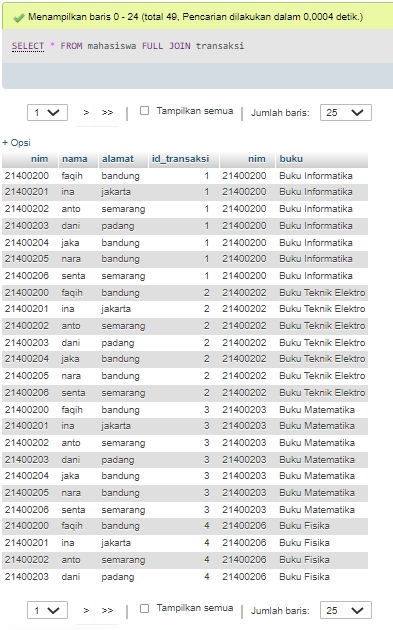 Menampilkan baris 0 - 24 (total 49, Pencarian dilakukan dalam 0,0004 detik.)
SELECT * FROM mahasiswa FULL JOIN transaksi
1 > >> | Tampilkan semua | Jumlah baris: 25
+ Opsi
nim nama alamat id_transaksi nim buku
21400200 faqih bandung 1 21400200 Buku Informatika
21400201 ina jakarta 1 21400200 Buku Informatika
21400202 anto semarang 1 21400200 Buku Informatika
21400203 dani padang 1 21400200 Buku Informatika
21400204 jaka bandung 1 21400200 Buku Informatika
21400205 nara bandung 1 21400200 Buku Informatika
21400206 senta semarang 1 21400200 Buku Informatika
21400200 faqih bandung 2 21400202 Buku Teknik Elektro
21400201 ina jakarta 2 21400202 Buku Teknik Elektro
21400202 anto semarang 2 21400202 Buku Teknik Elektro
21400203 dani padang 2 21400202 Buku Teknik Elektro
21400204 jaka bandung 2 21400202 Buku Teknik Elektro
21400205 nara bandung 2 21400202 Buku Teknik Elektro
21400206 senta semarang 2 21400202 Buku Teknik Elektro
21400200 faqih bandung 3 21400203 Buku Matematika
21400201 ina jakarta 3 21400203 Buku Matematika
21400202 anto semarang 3 21400203 Buku Matematika
21400203 dani padang 3 21400203 Buku Matematika
21400204 jaka bandung 3 21400203 Buku Matematika
21400205 nara bandung 3 21400203 Buku Matematika
21400206 senta semarang 3 21400203 Buku Matematika
21400200 faqih bandung 4 21400206 Buku Fisika
21400201 ina jakarta 4 21400206 Buku Fisika
21400202 anto semarang 4 21400206 Buku Fisika
21400203 dani padang 4 21400206 Buku Fisika
1 > >> | Tampilkan semua | Jumlah baris: 25